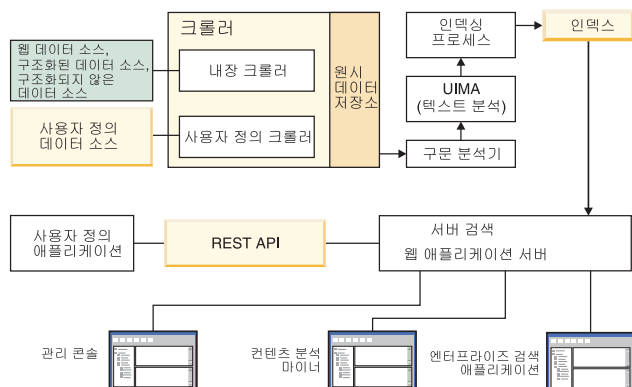 크롤러
웹 데이터 소스,
구조화된 데이터 소스,
구조화되지 않은
데이터 소스
내장 크롤러
사용자 정의
데이터 소스
사용자 정의 크롤러
원시
데이터
저장소
인덱싱
프로세스
인덱스
UIMA
(텍스트 분석)
구문 분석기
사용자 정의
애플리케이션
REST API
서버 검색
웹 애플리케이션 서버
관리 콘솔
컨텐츠 분석
마이너
엔터프라이즈 검색
애플리케이션